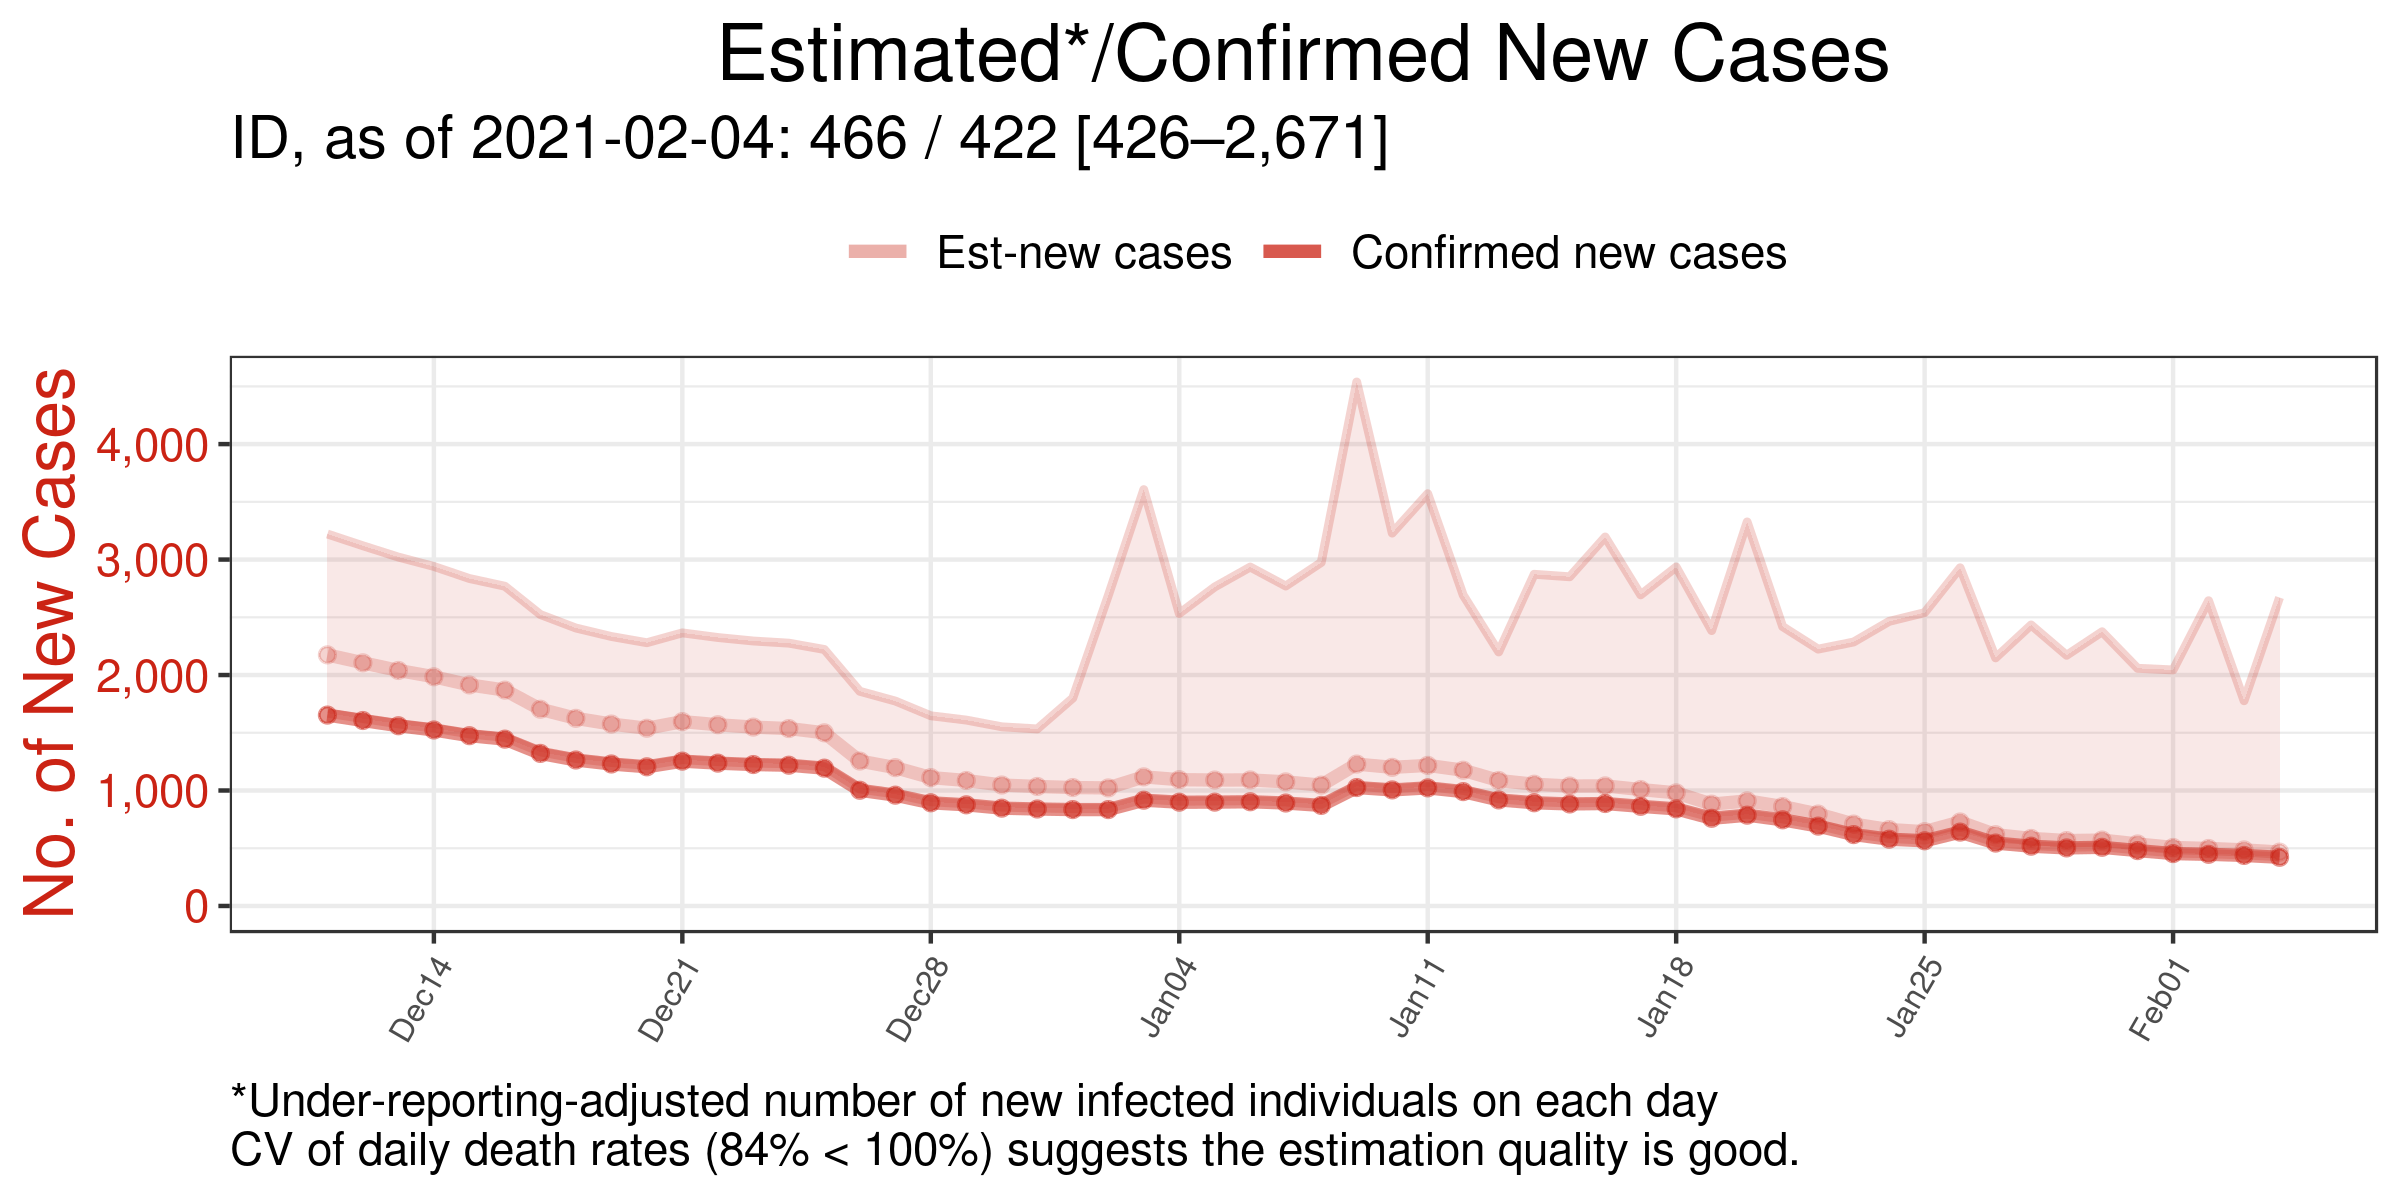 Estimated*/Confirmed New Cases
ID, as of 2021-02-04: 466 / 422 [426–2,671]
Est-new cases
Confirmed new cases
No. of New Cases
4,000
3,000
2,000
1,000
0
Dec14
Dec21
Dec28
Jan04
Jan11
Jan18
Jan25
Feb01
*Under-reporting-adjusted number of new infected individuals on each day
CV of daily death rates (84% < 100%) suggests the estimation quality is good.